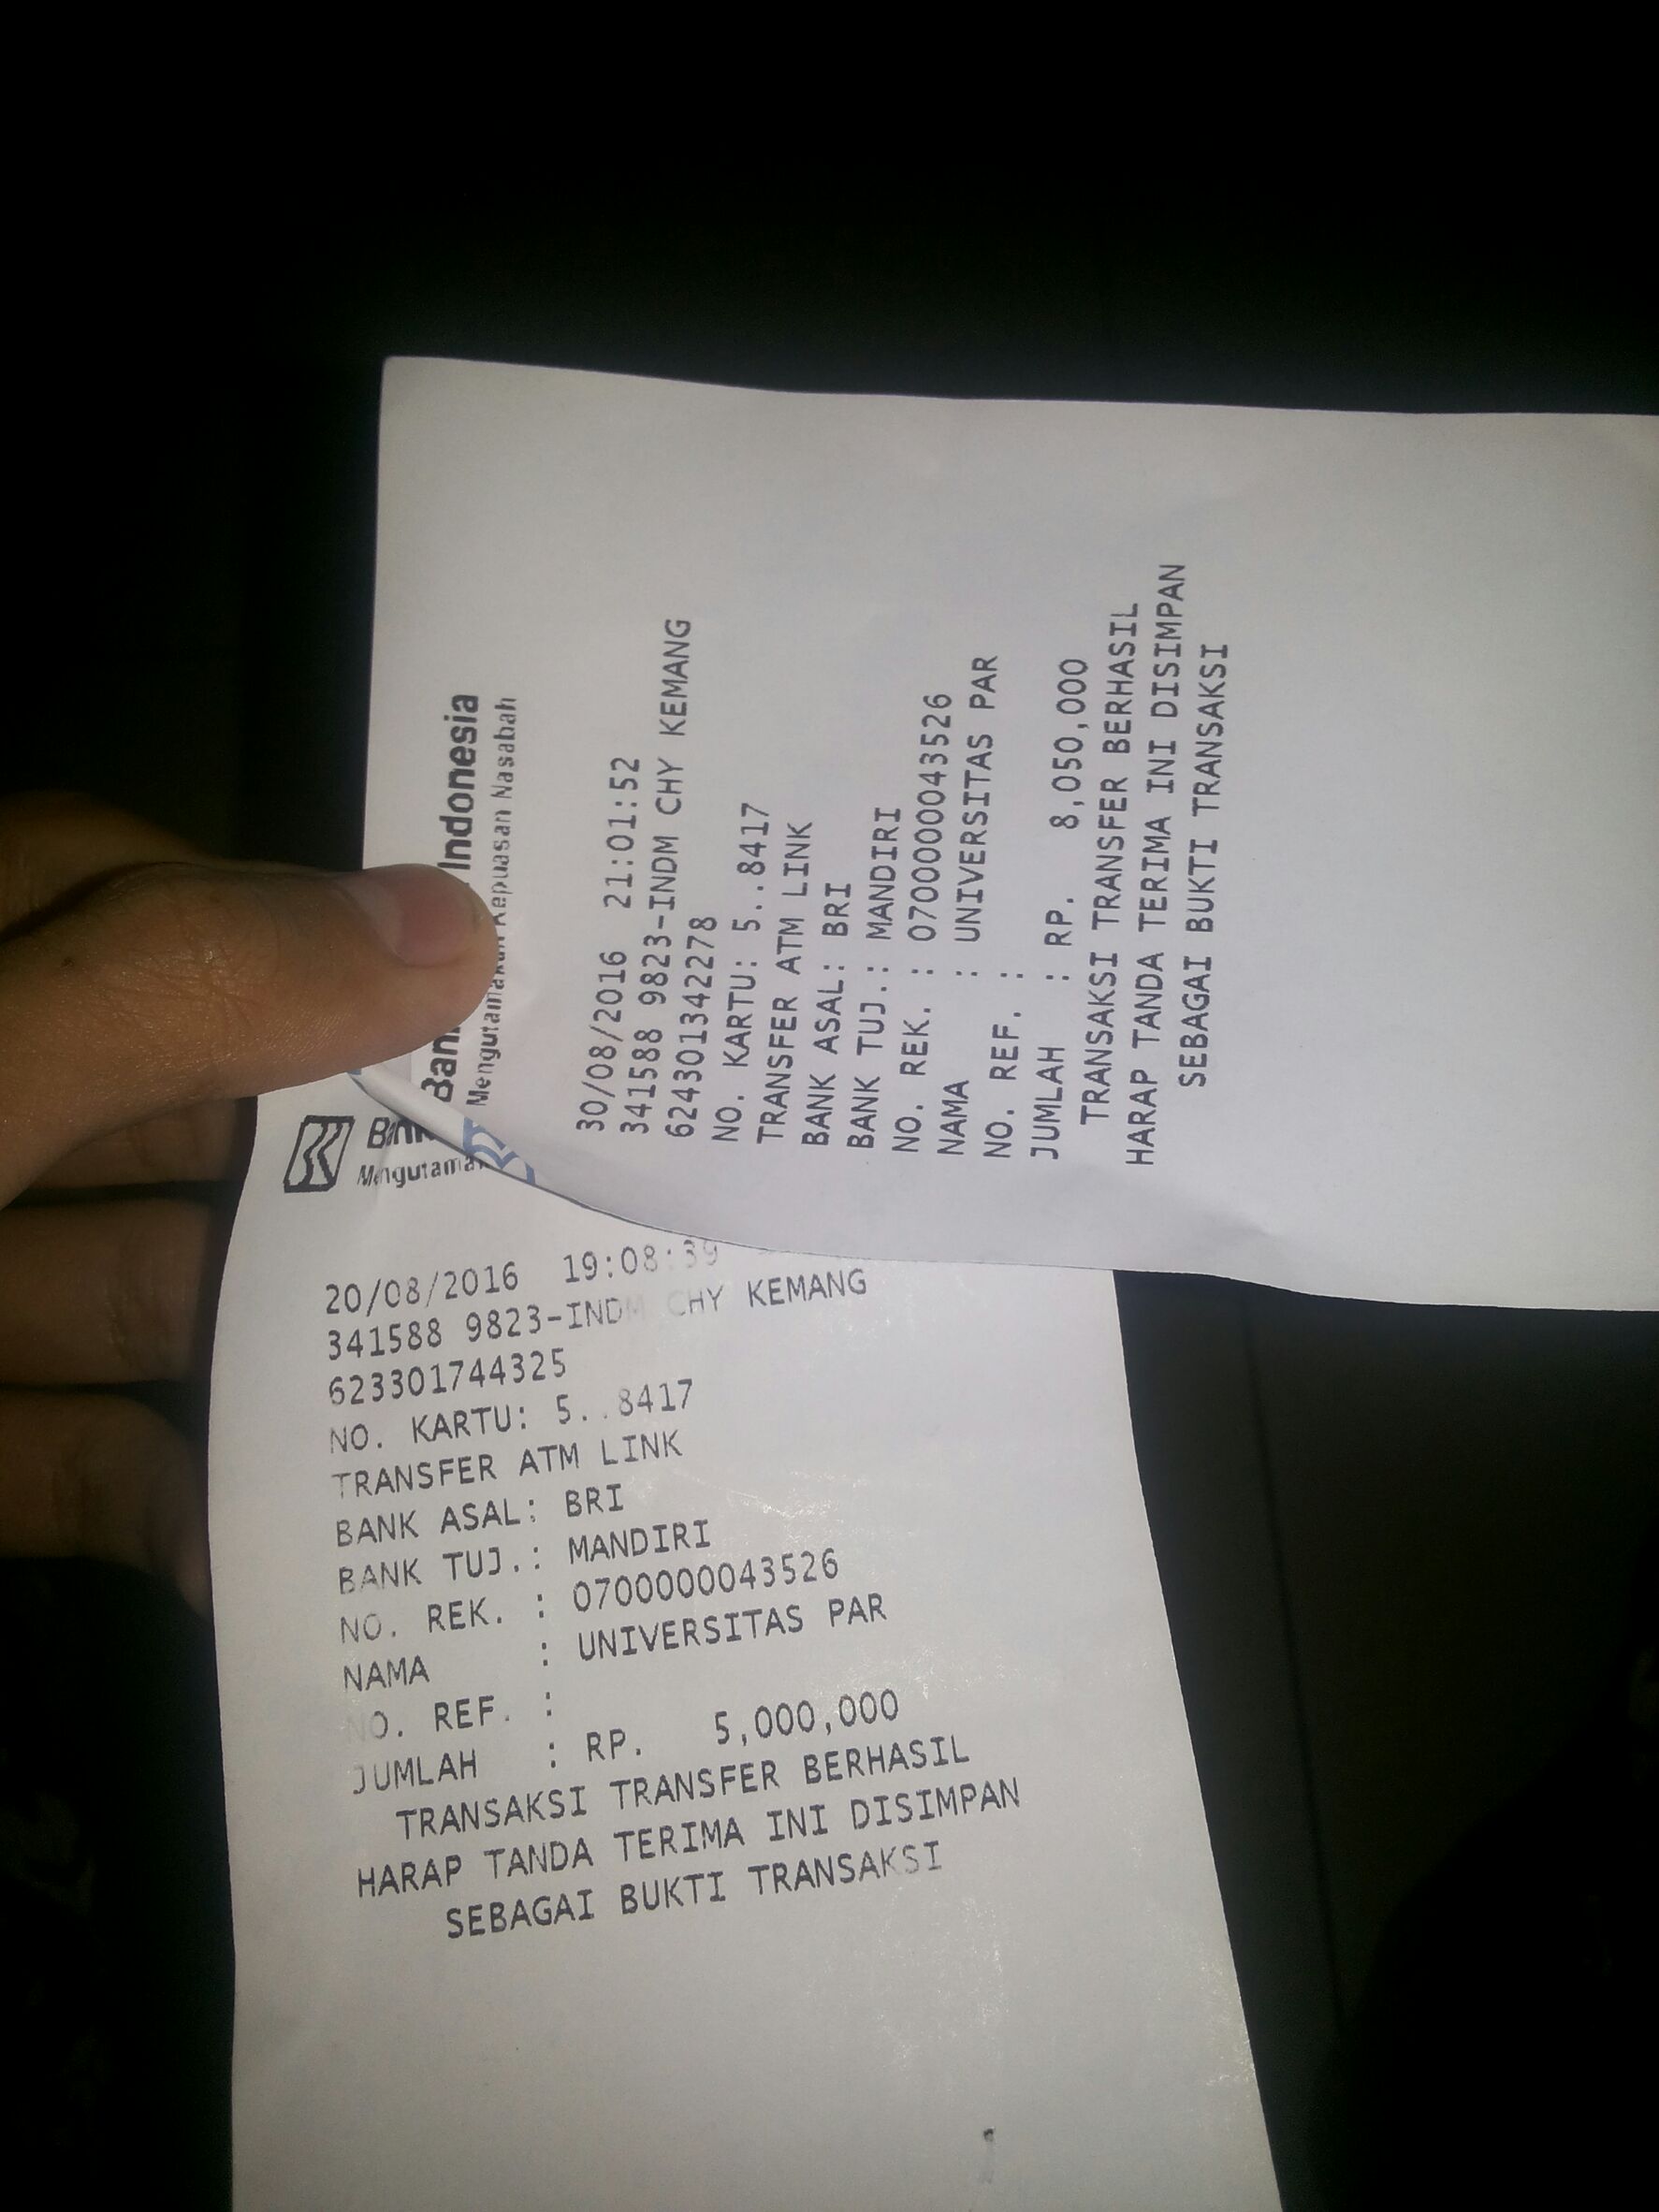 Indonesia
Mengutamakan Kepuasan Nasabah
30/08/2016 21:01:52
341588 9823-INDM CHY KEMANG
624301342278
NO. KARTU: 5..8417
TRANSFER ATM LINK
BANK ASAL: BRI
BANK TUJ.: MANDIRI
NO. REK. : 0700000043526
NAMA : UNIVERSITAS PAR
NO. REF. :
JUMLAH : RP. 8,050,000
TRANSAKSI TRANSFER BERHASIL
HARAP TANDA TERIMA INI DISIMPAN
SEBAGAI BUKTI TRANSAKSI
Bank
20/08/2016 19:08:39
341588 9823-INDM CHY KEMANG
623301744325
NO. KARTU: 5..8417
TRANSFER ATM LINK
BANK ASAL: BRI
BANK TUJ.: MANDIRI
NO. REK. : 0700000043526
NAMA : UNIVERSITAS PAR
NO. REF. :
JUMLAH : RP. 5,000,000
TRANSAKSI TRANSFER BERHASIL
HARAP TANDA TERIMA INI DISIMPAN
SEBAGAI BUKTI TRANSAKSI